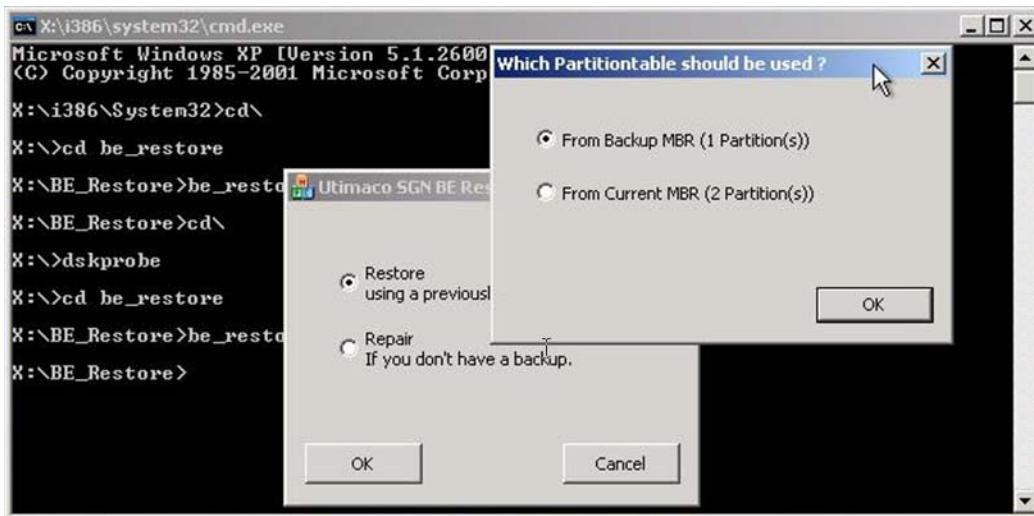 X:\i386\system32\cmd.exe
Microsoft Windows XP [Version 5.1.2600
(C) Copyright 1985-2001 Microsoft Corp
X:\i386\System32>cd\
X:\>cd be_restore
X:\BE_Restore>be_resto
X:\BE_Restore>cd\
X:\>dskprobe
X:\>cd be_restore
X:\BE_Restore>be_resto
X:\BE_Restore>
Utimaco SGN BE Res
Restore
using a previousl
Repair
If you don't have a backup.
OK
Cancel
Which Partitiontable should be used ?
From Backup MBR (1 Partition(s))
From Current MBR (2 Partition(s))
OK